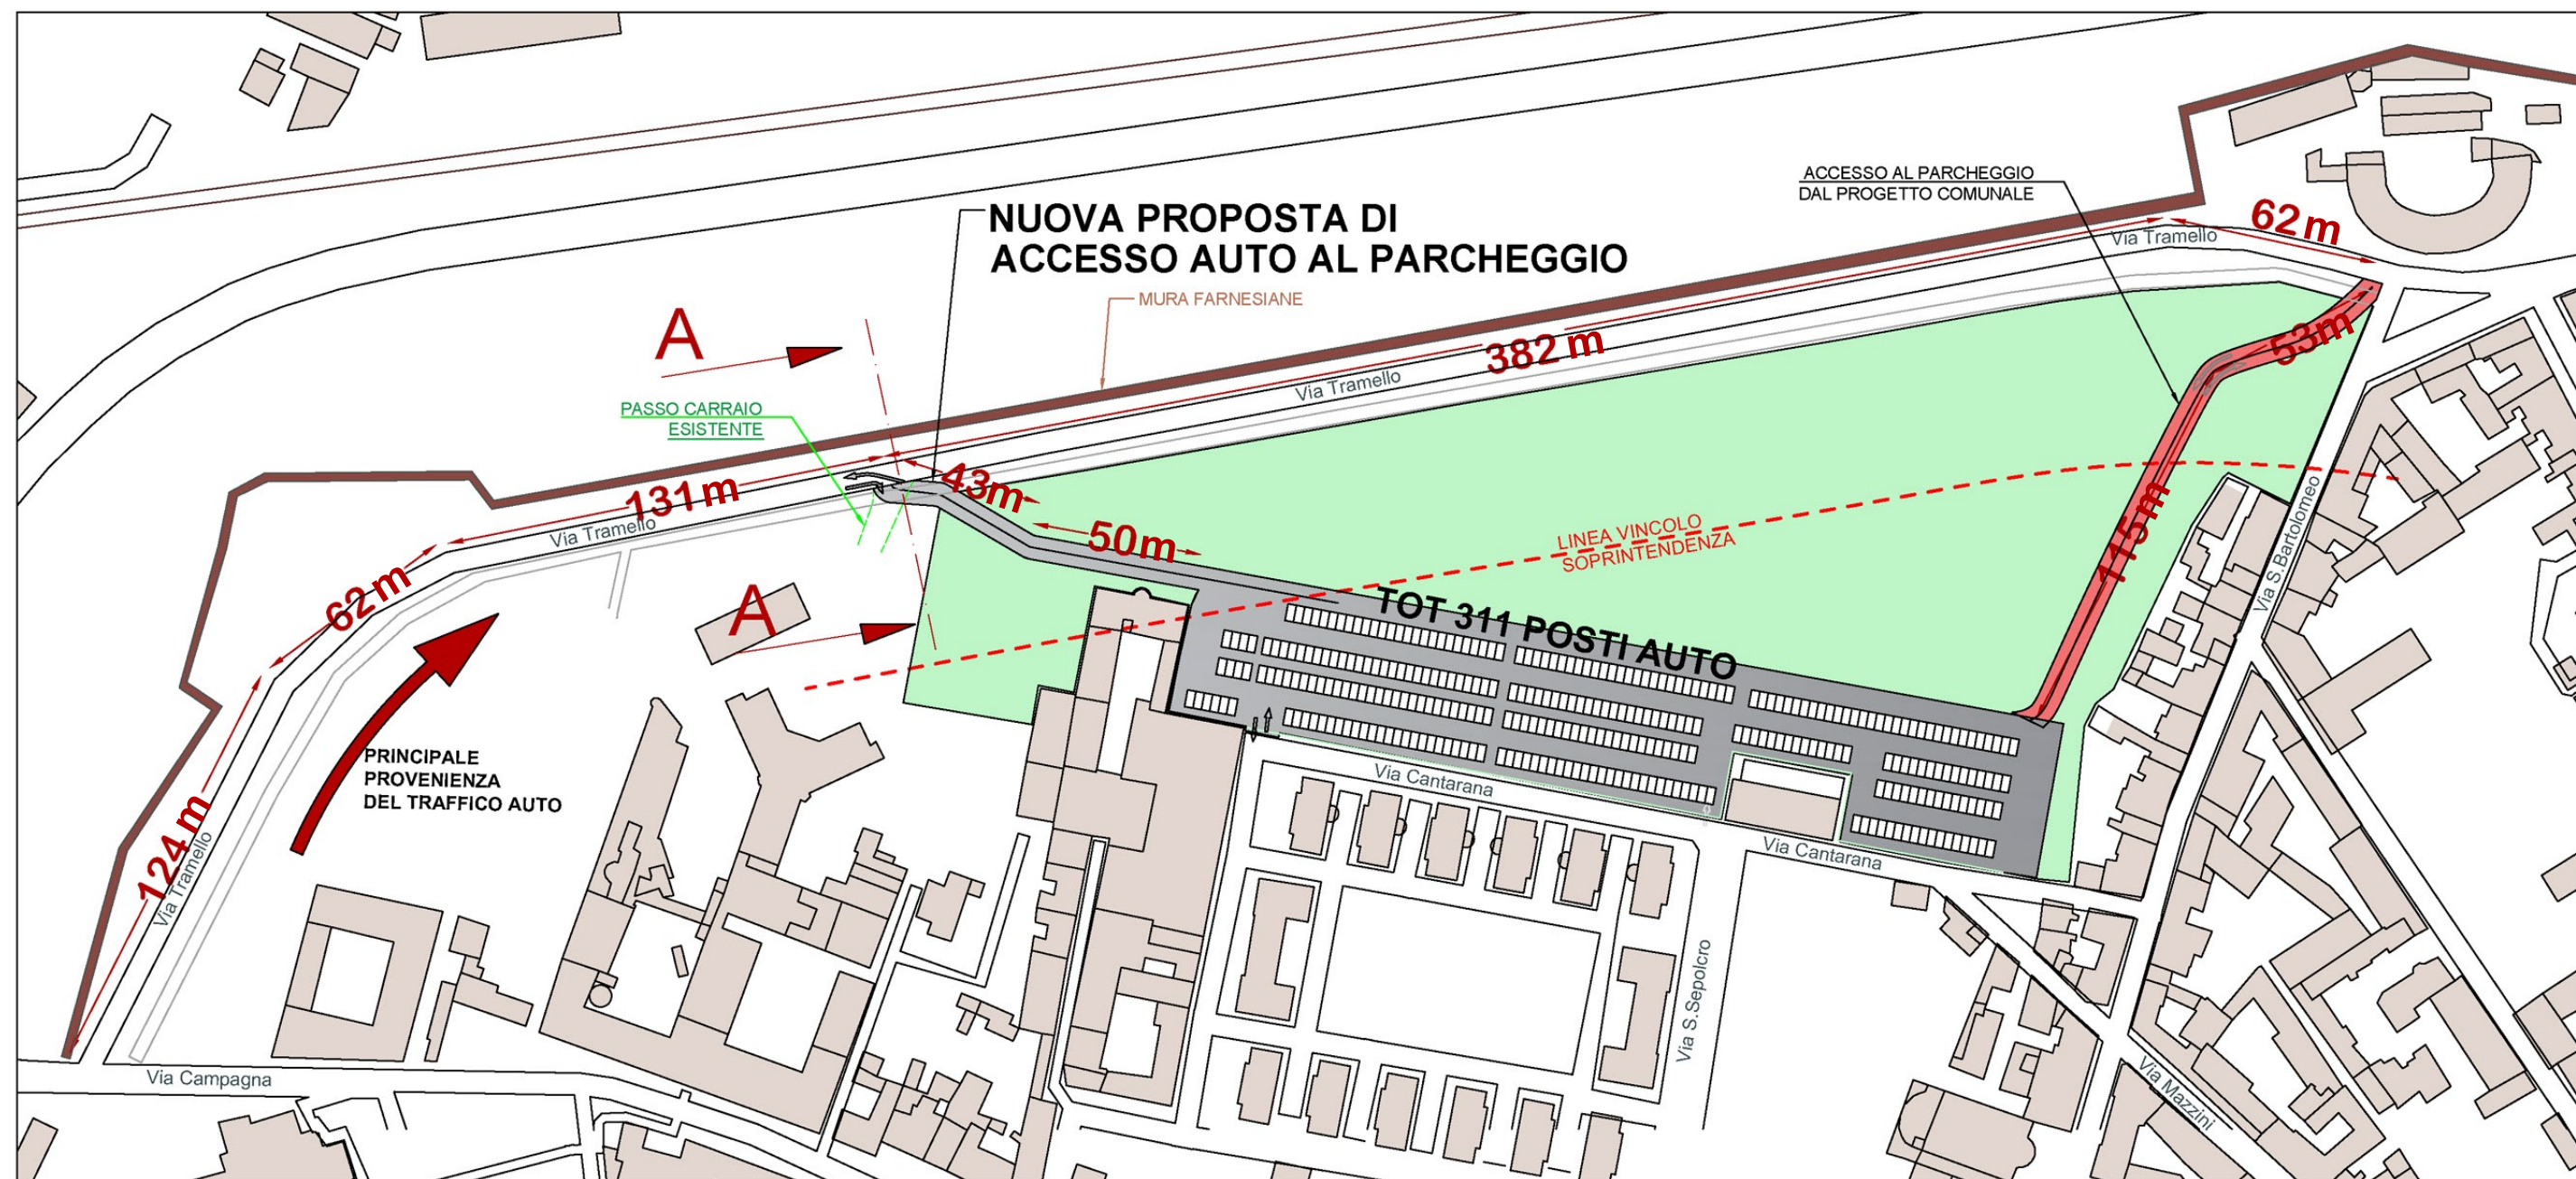 ACCESSO AL PARCHEGGIO
DAL PROGETTO COMUNALE
NUOVA PROPOSTA DI
ACCESSO AUTO AL PARCHEGGIO
62 m
Via Tramello
MURA FARNESIANE
A
382 m
53m
Via Tramello
PASSO CARRAIO
ESISTENTE
43m
131 m
Via Tramello
50m
LINEA VINCOLO
SOPRINTENDENZA
115m
Via S.Bartolomeo
62 m
A
TOT 311 POSTI AUTO
PRINCIPALE
PROVENIENZA
DEL TRAFFICO AUTO
124 m
Via Tramello
Via Cantarana
Via Cantarana
Via S.Sepolcro
Via Campagna
Via Mazzini